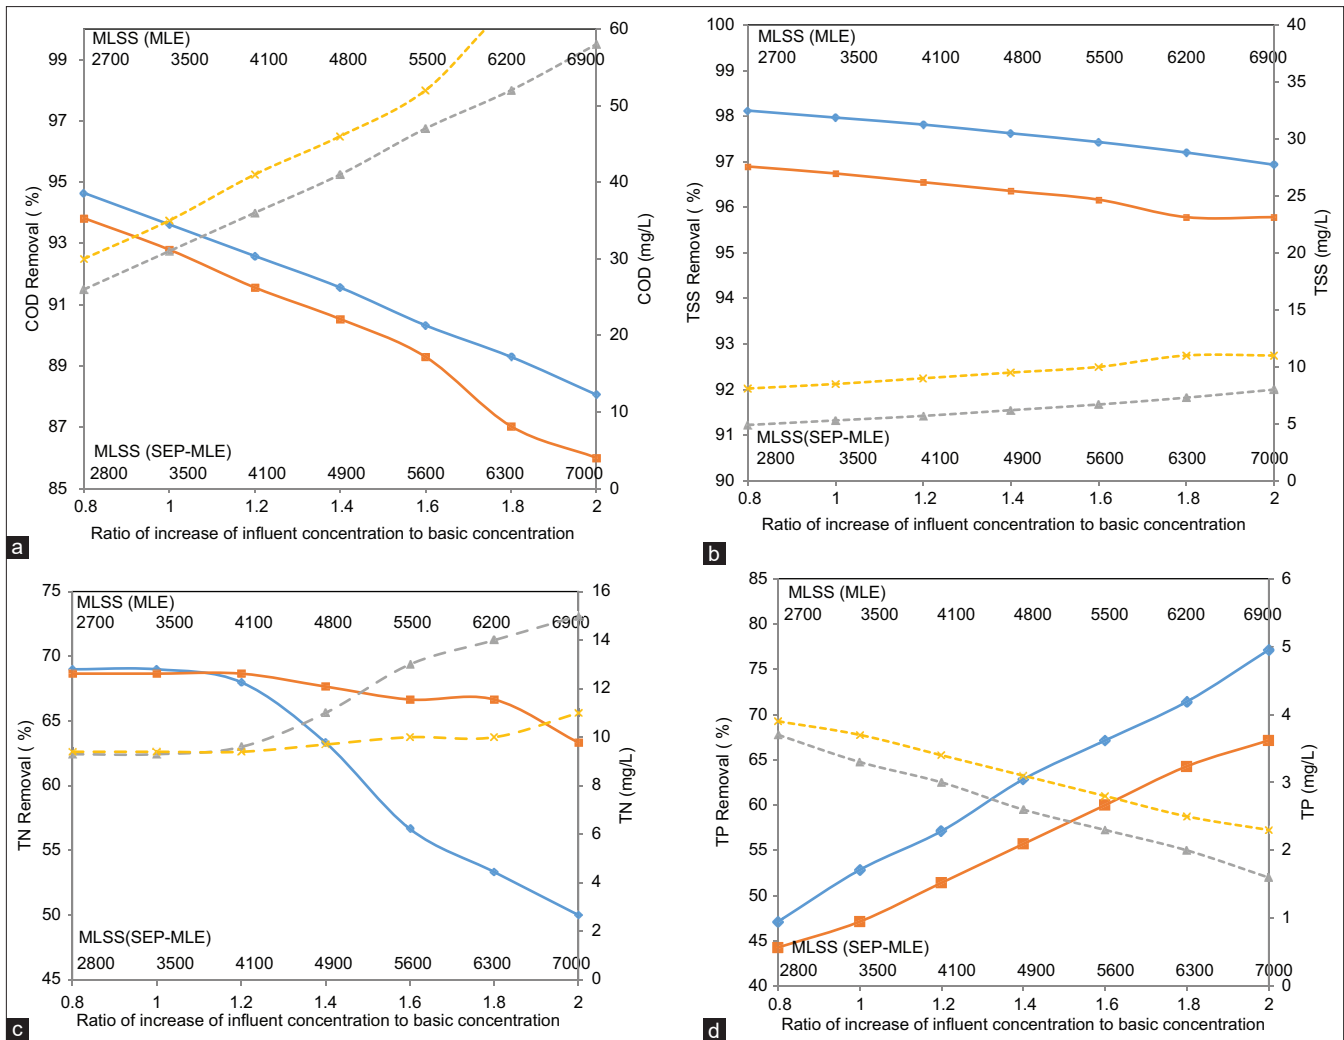 100
40
60
MLSS (MLE)
2700 3500 4100 4800 5500 6200 6900
99
97
95
93
91
89
87
85
50
40
30
20
10
0
COD Removal ( %)
COD (mg/L)
MLSS (SEP-MLE)
2800 3500 4100 4900 5600 6300 7000
0.8 1 1.2 1.4 1.6 1.8 2
Ratio of increase of influent concentration to basic concentration
a
MLSS (MLE)
2700 3500 4100 4800 5500 6200 6900
99
98
97
96
95
94
93
92
91
90
35
30
25
20
15
10
5
0
TSS Removal ( %)
TSS (mg/L)
MLSS(SEP-MLE)
2800 3500 4100 4900 5600 6300 7000
0.8 1 1.2 1.4 1.6 1.8 2
Ratio of increase of influent concentration to basic concentration
b
75
70
65
60
55
50
45
16
14
12
10
8
6
4
2
0
MLSS (MLE)
2700 3500 4100 4800 5500 6200 6900
TN Removal ( %)
TN (mg/L)
MLSS(SEP-MLE)
2800 3500 4100 4900 5600 6300 7000
0.8 1 1.2 1.4 1.6 1.8 2
Ratio of increase of influent concentration to basic concentration
c
85
80
75
70
65
60
55
50
45
40
6
5
4
3
2
1
0
MLSS (MLE)
2700 3500 4100 4800 5500 6200 6900
TP Removal ( %)
TP (mg/L)
MLSS (SEP-MLE)
2800 3500 4100 4900 5600 6300 7000
0.8 1 1.2 1.4 1.6 1.8 2
Ratio of increase of influent concentration to basic concentration
d